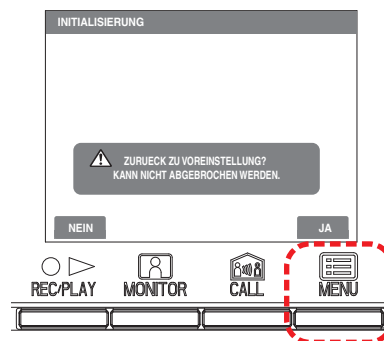 INITIALISIERUNG
ZURUECK ZU VOREINSTELLUNG?
KANN NICHT ABGEBROCHEN WERDEN.
NEIN JA
REC/PLAY MONITOR CALL MENU